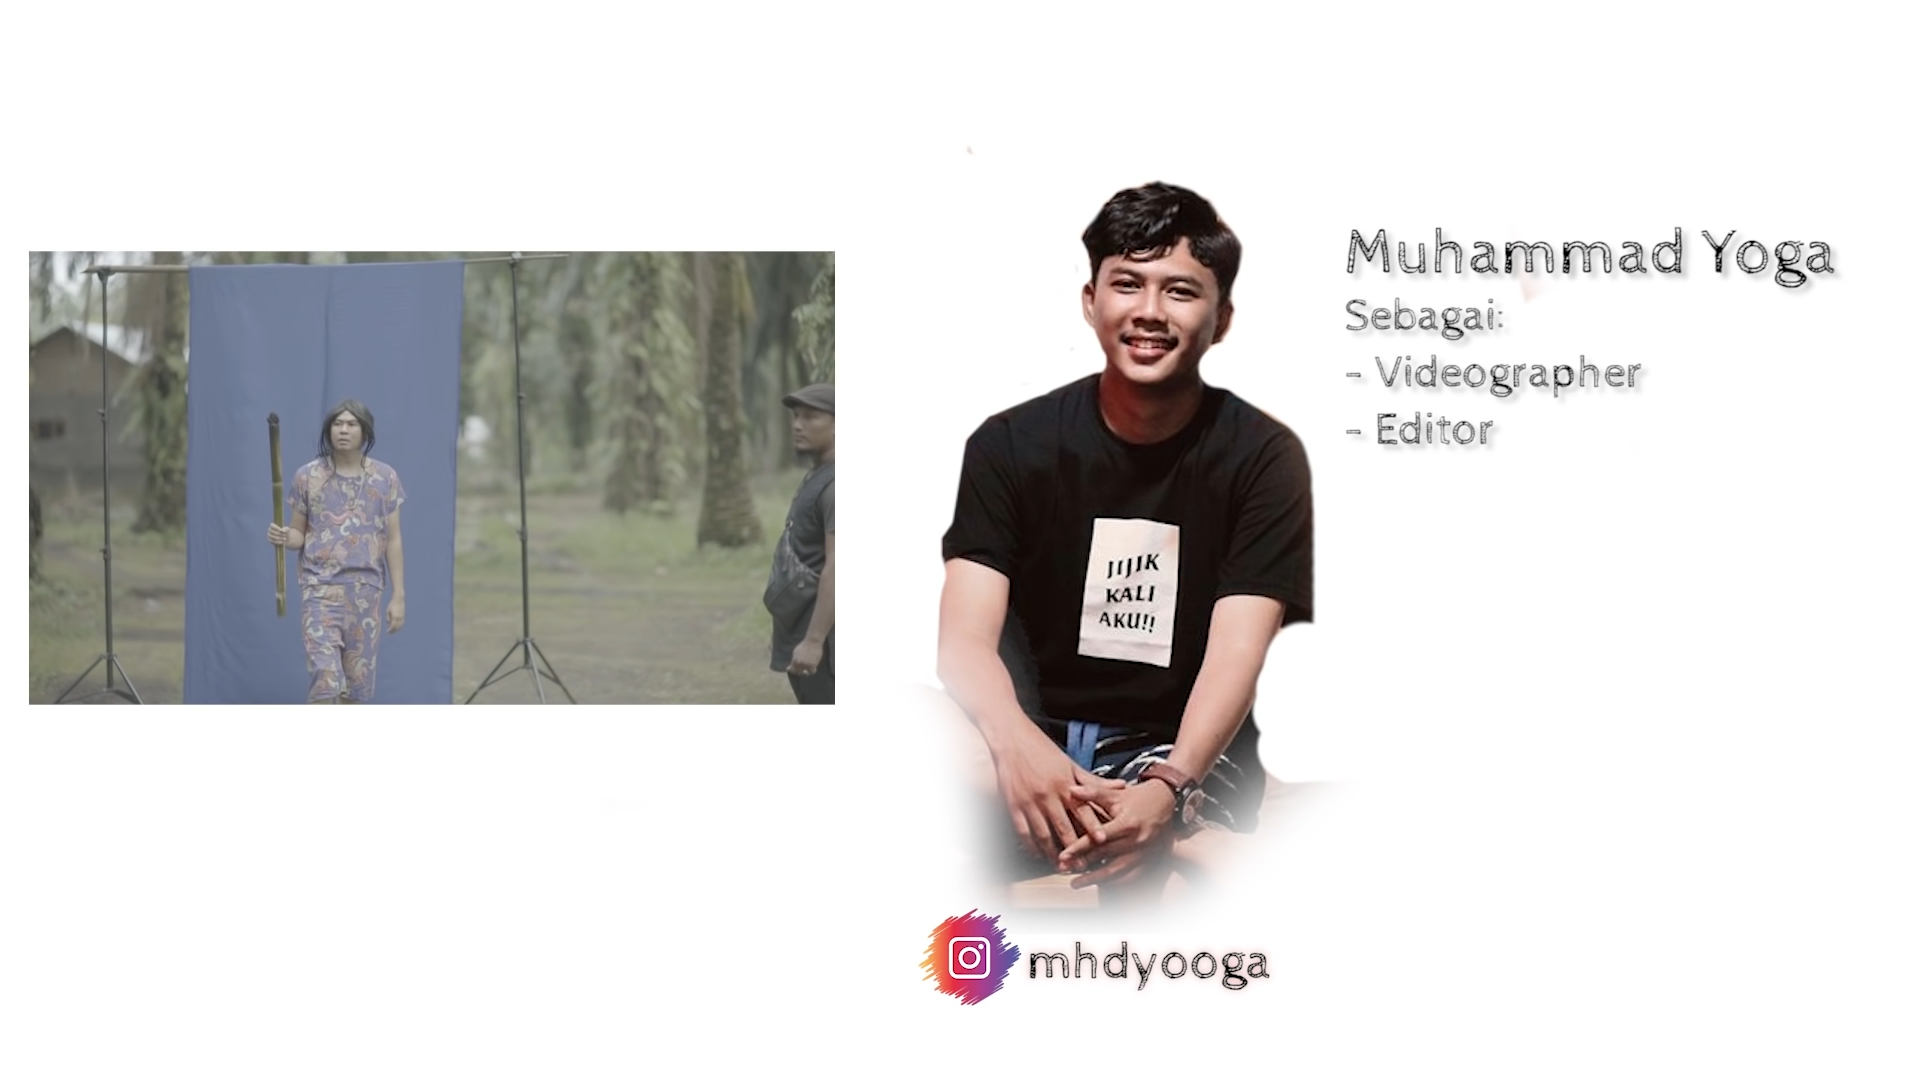 Muhammad Yoga
Sebagai:
- Videographer
- Editor
JIJIK
KALI
AKU!!
mhdyooga